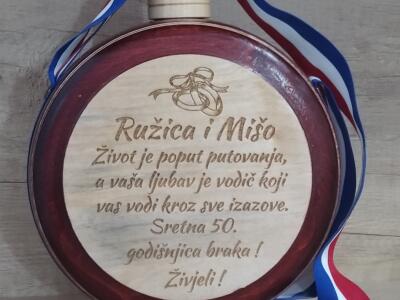 Ružica i Mišo
Život je poput putovanja,
a vaša ljubav je vodič koji
vas vodi kroz sve izazove.
Sretna 50.
godišnjica braka !
Živjeli !